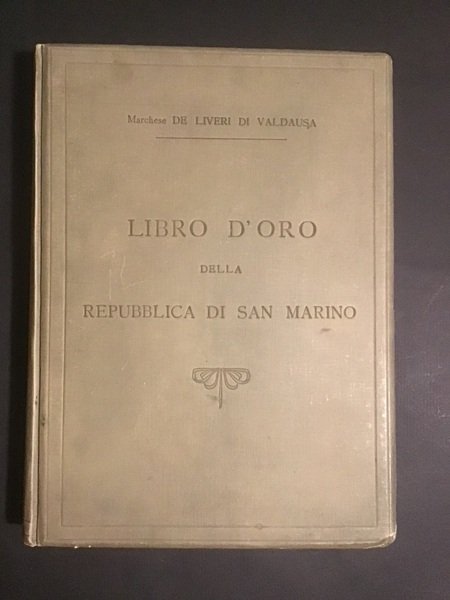 Marchese DE LIVERI DI VALDAUSA
LIBRO D'ORO
DELLA
REPUBBLICA DI SAN MARINO